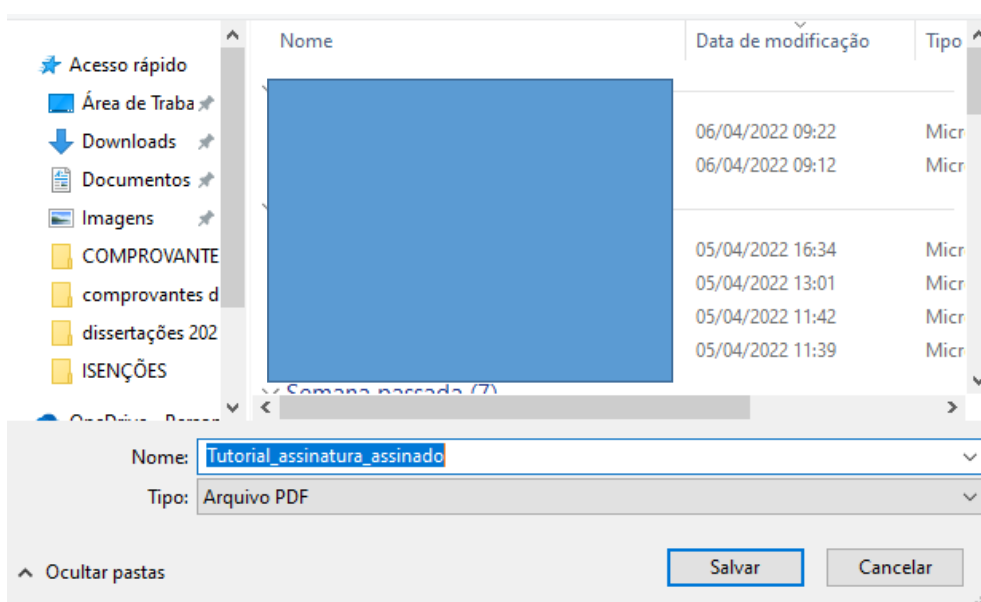 Nome Data de modificação Tipo
Acesso rápido
Área de Traba
Downloads
Documentos
Imagens
COMPROVANTE
comprovantes d
dissertações 202
ISENÇÕES
06/04/2022 09:22 Micr
06/04/2022 09:12 Micr
05/04/2022 16:34 Micr
05/04/2022 13:01 Micr
05/04/2022 11:42 Micr
05/04/2022 11:39 Micr
Semana passada (7)
Nome: Tutorial_assinatura_assinado
Tipo: Arquivo PDF
Ocultar pastas
Salvar Cancelar